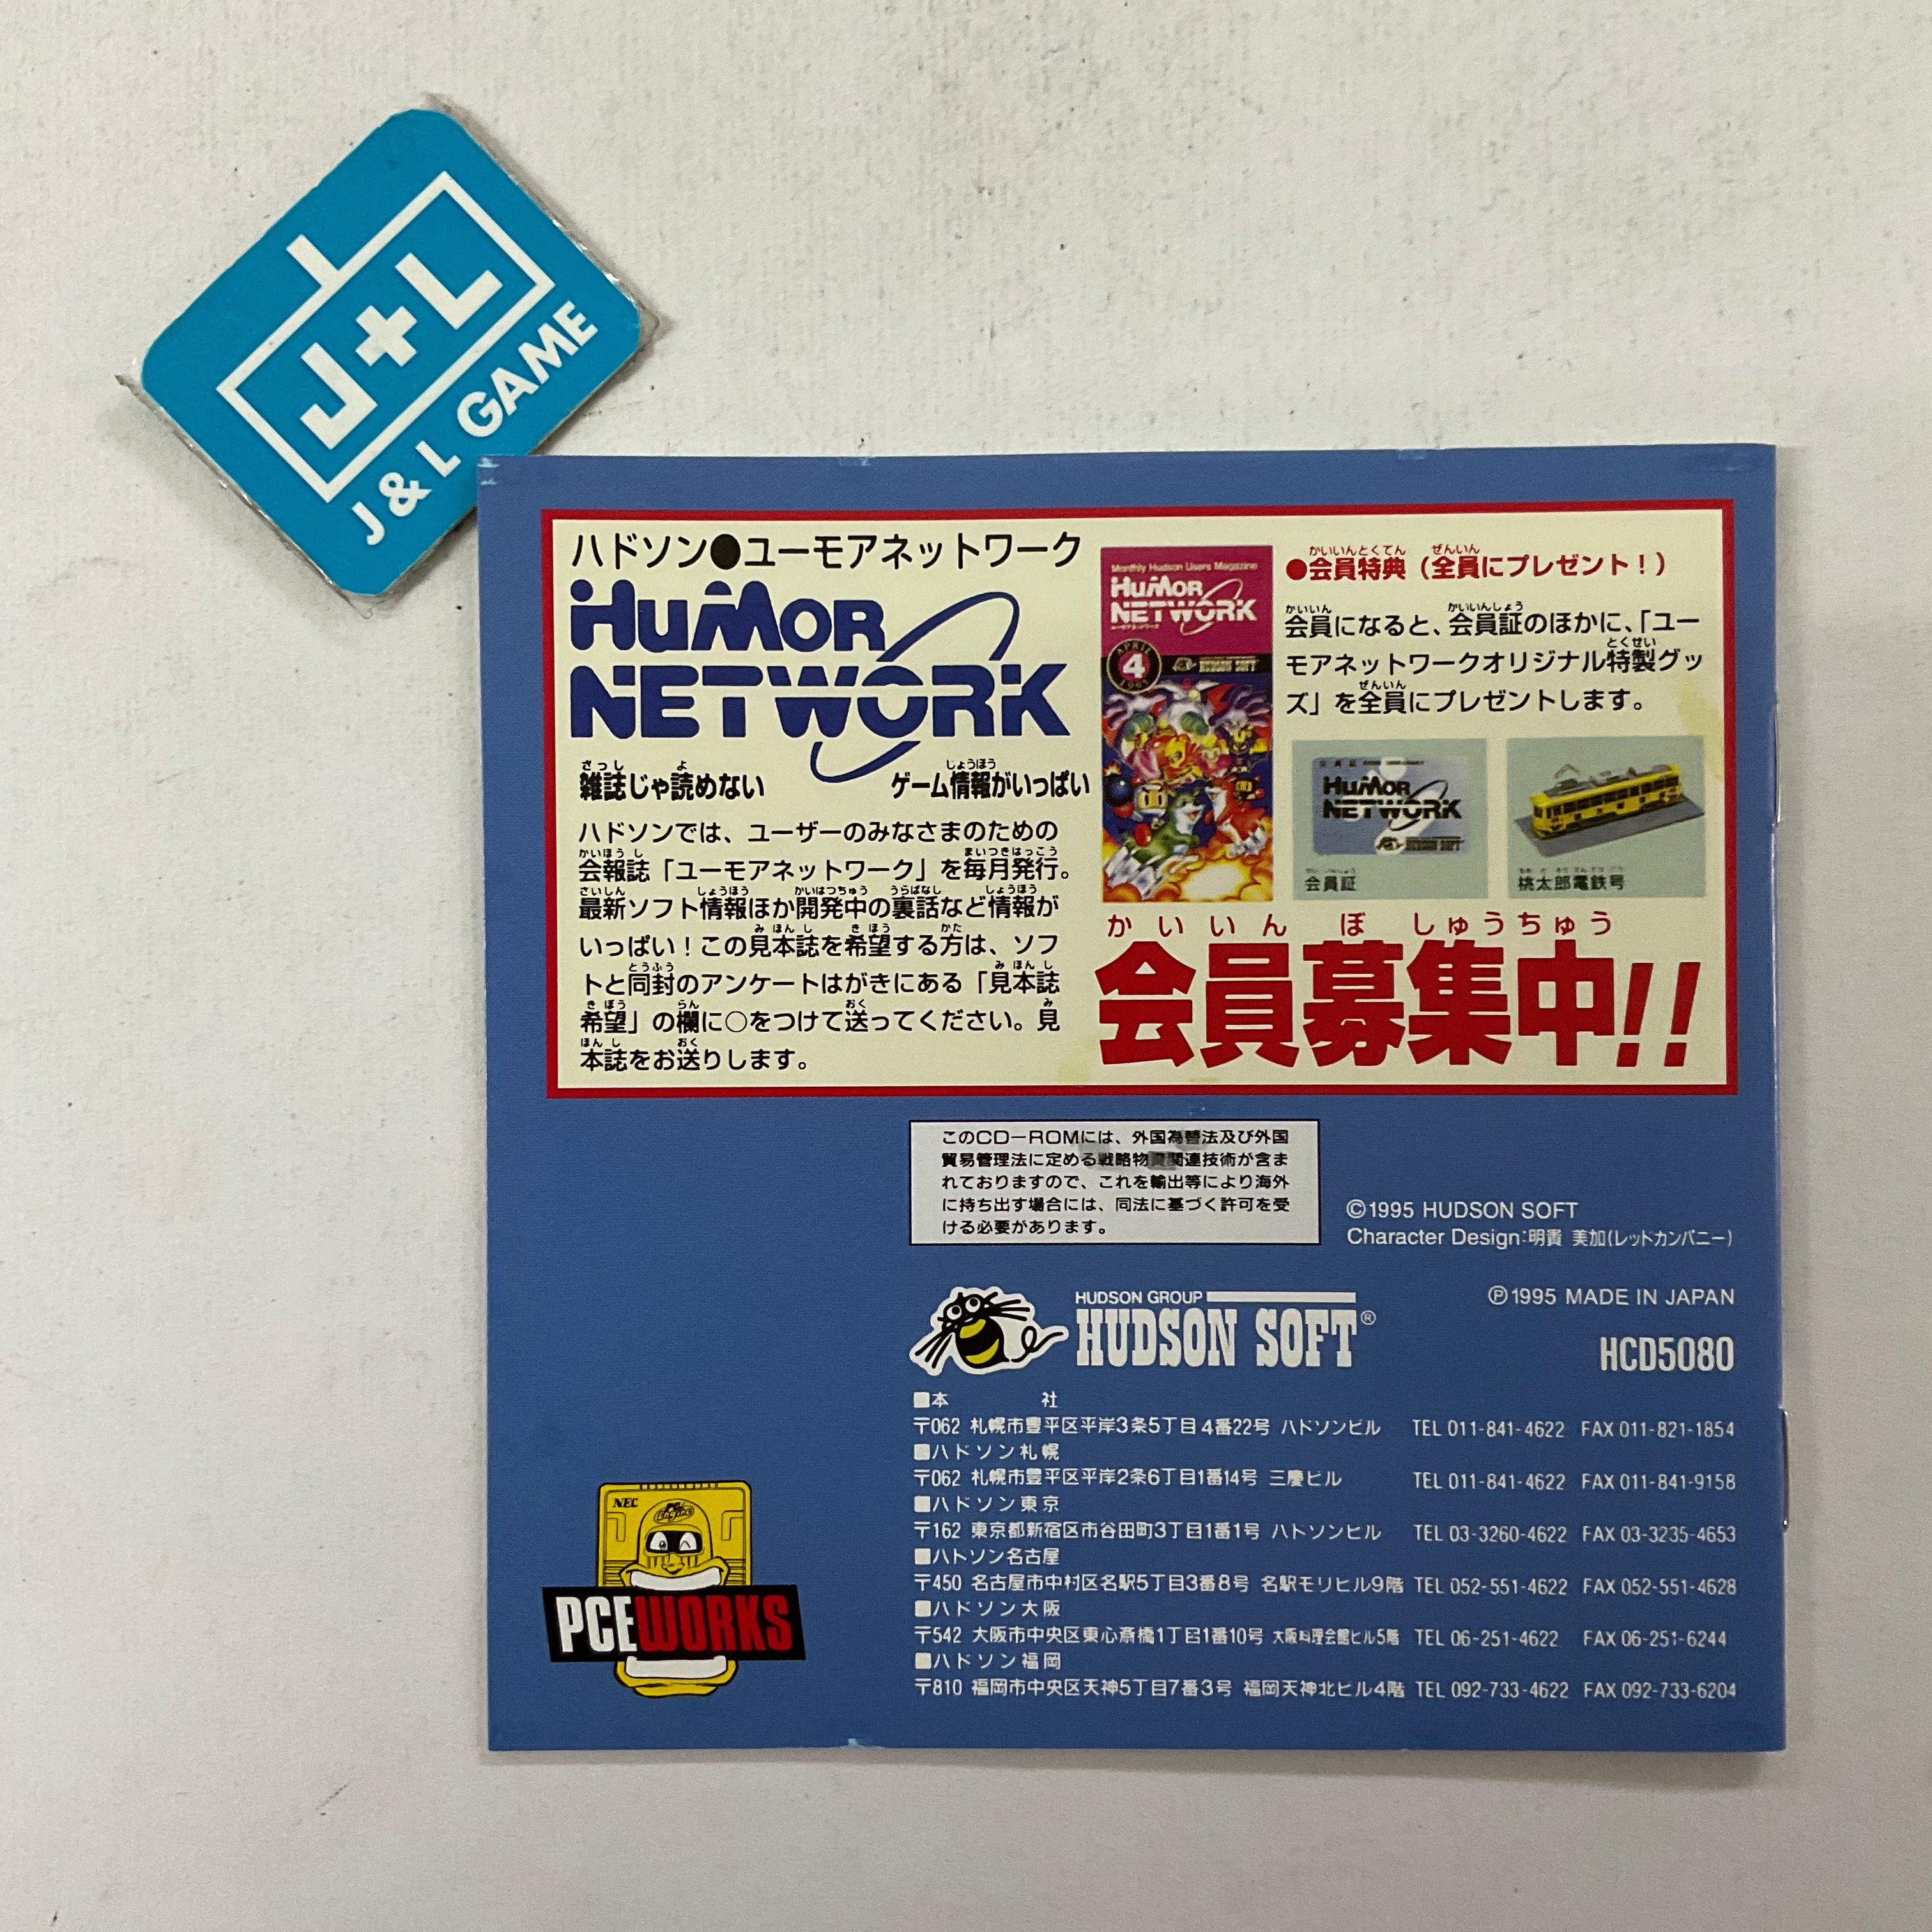 J+L
J & L GAME
ハドソン●ユーモアネットワーク
HUMOR
NETWORK
雑誌じゃ読めない
ゲーム情報がいっぱい
ハドソンでは、ユーザーのみなさまのための
会報誌「ユーモアネットワーク」を毎月発行。
最新ソフト情報ほか開発中の裏話など情報が
いっぱい！この見本誌を希望する方は、ソフ
トと同封のアンケートはがきにある「見本誌
希望」の欄に○をつけて送ってください。見
本誌をお送りします。
Monthly Hudson Users Magazine
HUMOR
NETWORK
ユーモアネットワーク
APRIL
4
1995
HUDSON SOFT
●会員特典（全員にプレゼント！）
会員になると、会員証のほかに、「ユー
モアネットワークオリジナル特製グッ
ズ」を全員にプレゼントします。
HUMOR
NETWORK
HUDSON SOFT
会員証
桃太郎電鉄号
かいいんぼしゅうちゅう
会員募集中!!
このCD－ROMには、外国為替法及び外国
貿易管理法に定める戦略物資関連技術が含ま
れておりますので、これを輸出等により海外
に持ち出す場合には、同法に基づく許可を受
ける必要があります。
©1995 HUDSON SOFT
Character Design:明貴 美加(レッドカンパニー)
HUDSON GROUP
HUDSON SOFT®
℗1995 MADE IN JAPAN
HCD5080
■本 社
〒062 札幌市豊平区平岸3条5丁目4番22号 ハドソンビル TEL 011-841-4622 FAX 011-821-1854
■ハドソン札幌
〒062 札幌市豊平区平岸2条6丁目1番14号 三慶ビル TEL 011-841-4622 FAX 011-841-9158
■ハドソン東京
〒162 東京都新宿区市谷田町3丁目1番1号 ハドソンビル TEL 03-3260-4622 FAX 03-3235-4653
■ハドソン名古屋
〒450 名古屋市中村区名駅5丁目3番8号 名駅モリビル9階 TEL 052-551-4622 FAX 052-551-4628
■ハドソン大阪
〒542 大阪市中央区東心斎橋1丁目1番10号 大阪料理会館ビル5階 TEL 06-251-4622 FAX 06-251-6244
■ハドソン福岡
〒810 福岡市中央区天神5丁目7番3号 福岡天神北ビル4階 TEL 092-733-4622 FAX 092-733-6204
NEC
PC Engine
PCEWORKS